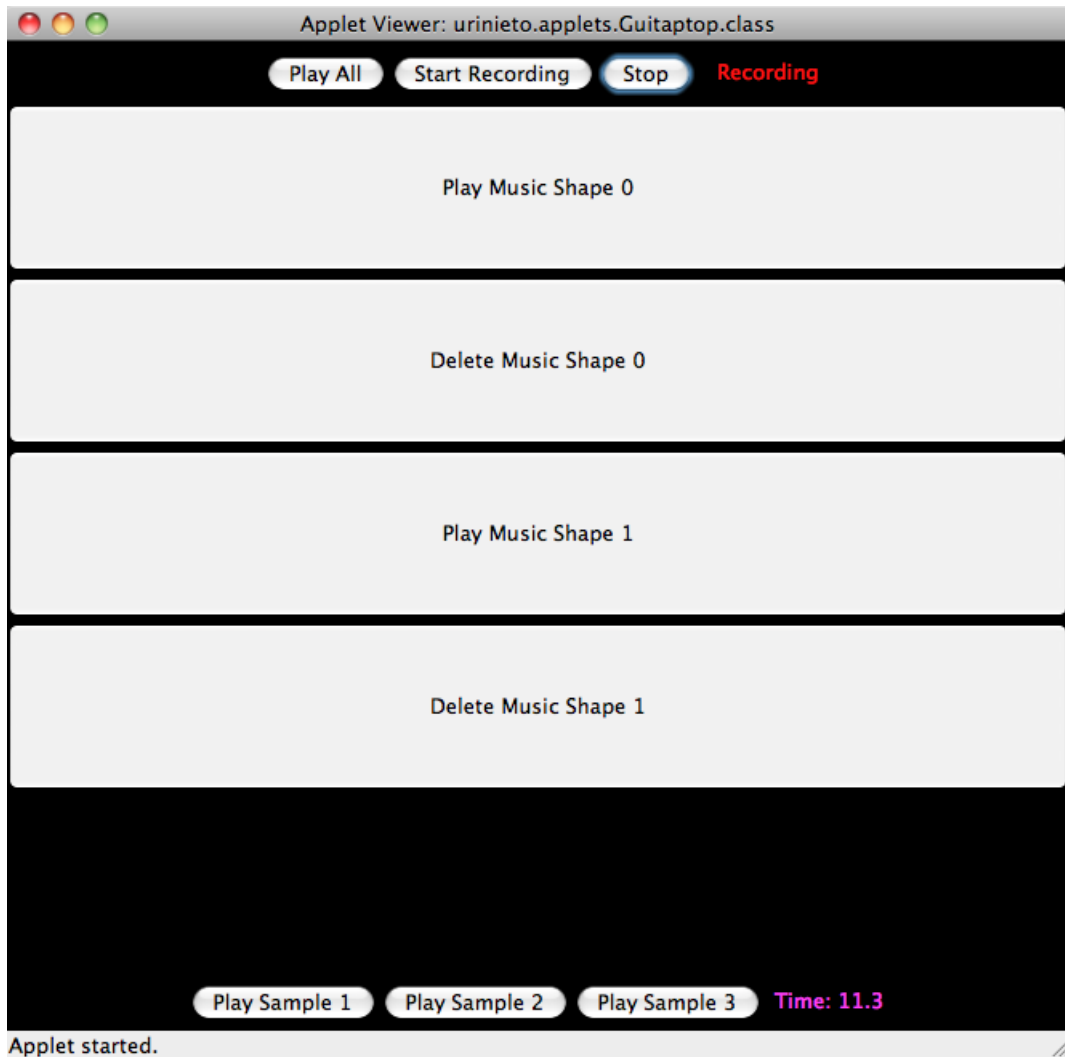 Applet Viewer: urinieto.applets.Guitaptop.class
Play All Start Recording Stop Recording
Play Music Shape 0
Delete Music Shape 0
Play Music Shape 1
Delete Music Shape 1
Play Sample 1 Play Sample 2 Play Sample 3 Time: 11.3
Applet started.